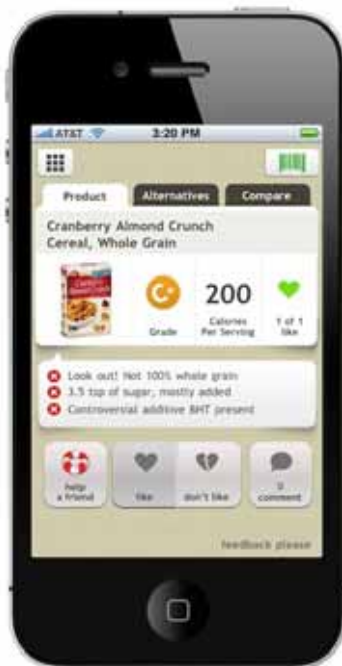 AT&T 3:20 PM
Product Alternatives Compare
Cranberry Almond Crunch
Cereal, Whole Grain
C+ 200
Grade Calories
Per Serving 1 of 1
like
Look out! Not 100% whole grain
3.5 tsp of sugar, mostly added
Controversial additive BHT present
help
a friend like don't like 0
comment
feedback please